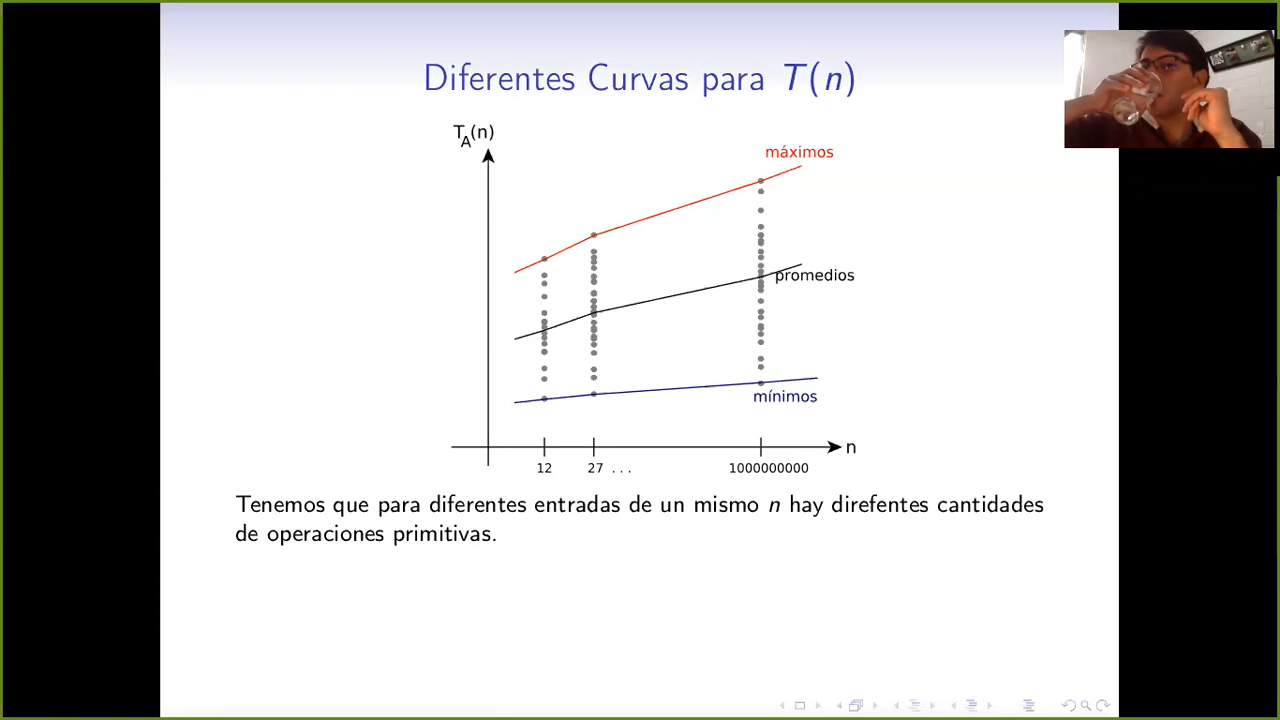 Diferentes Curvas para T(n)
T_A(n)
máximos
promedios
mínimos
n
12 27 ... 1000000000
Tenemos que para diferentes entradas de un mismo n hay direfentes cantidades
de operaciones primitivas.